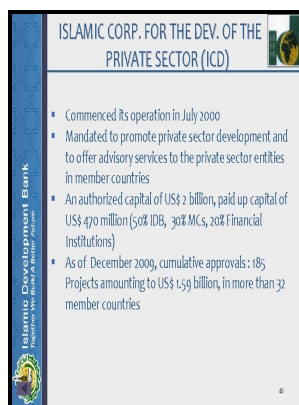 ISLAMIC CORP. FOR THE DEV. OF THE
PRIVATE SECTOR (ICD)
Commenced its operation in July 2000
Mandated to promote private sector development and
to offer advisory services to the private sector entities
in member countries
An authorized capital of US$ 2 billion, paid up capital of
US$ 470 million (50% IDB, 30% MCs, 20% Financial
Institutions)
As of December 2009, cumulative approvals : 185
Projects amounting to US$ 1.59 billion, in more than 32
member countries
Islamic Development Bank
Together We Build A Better Future